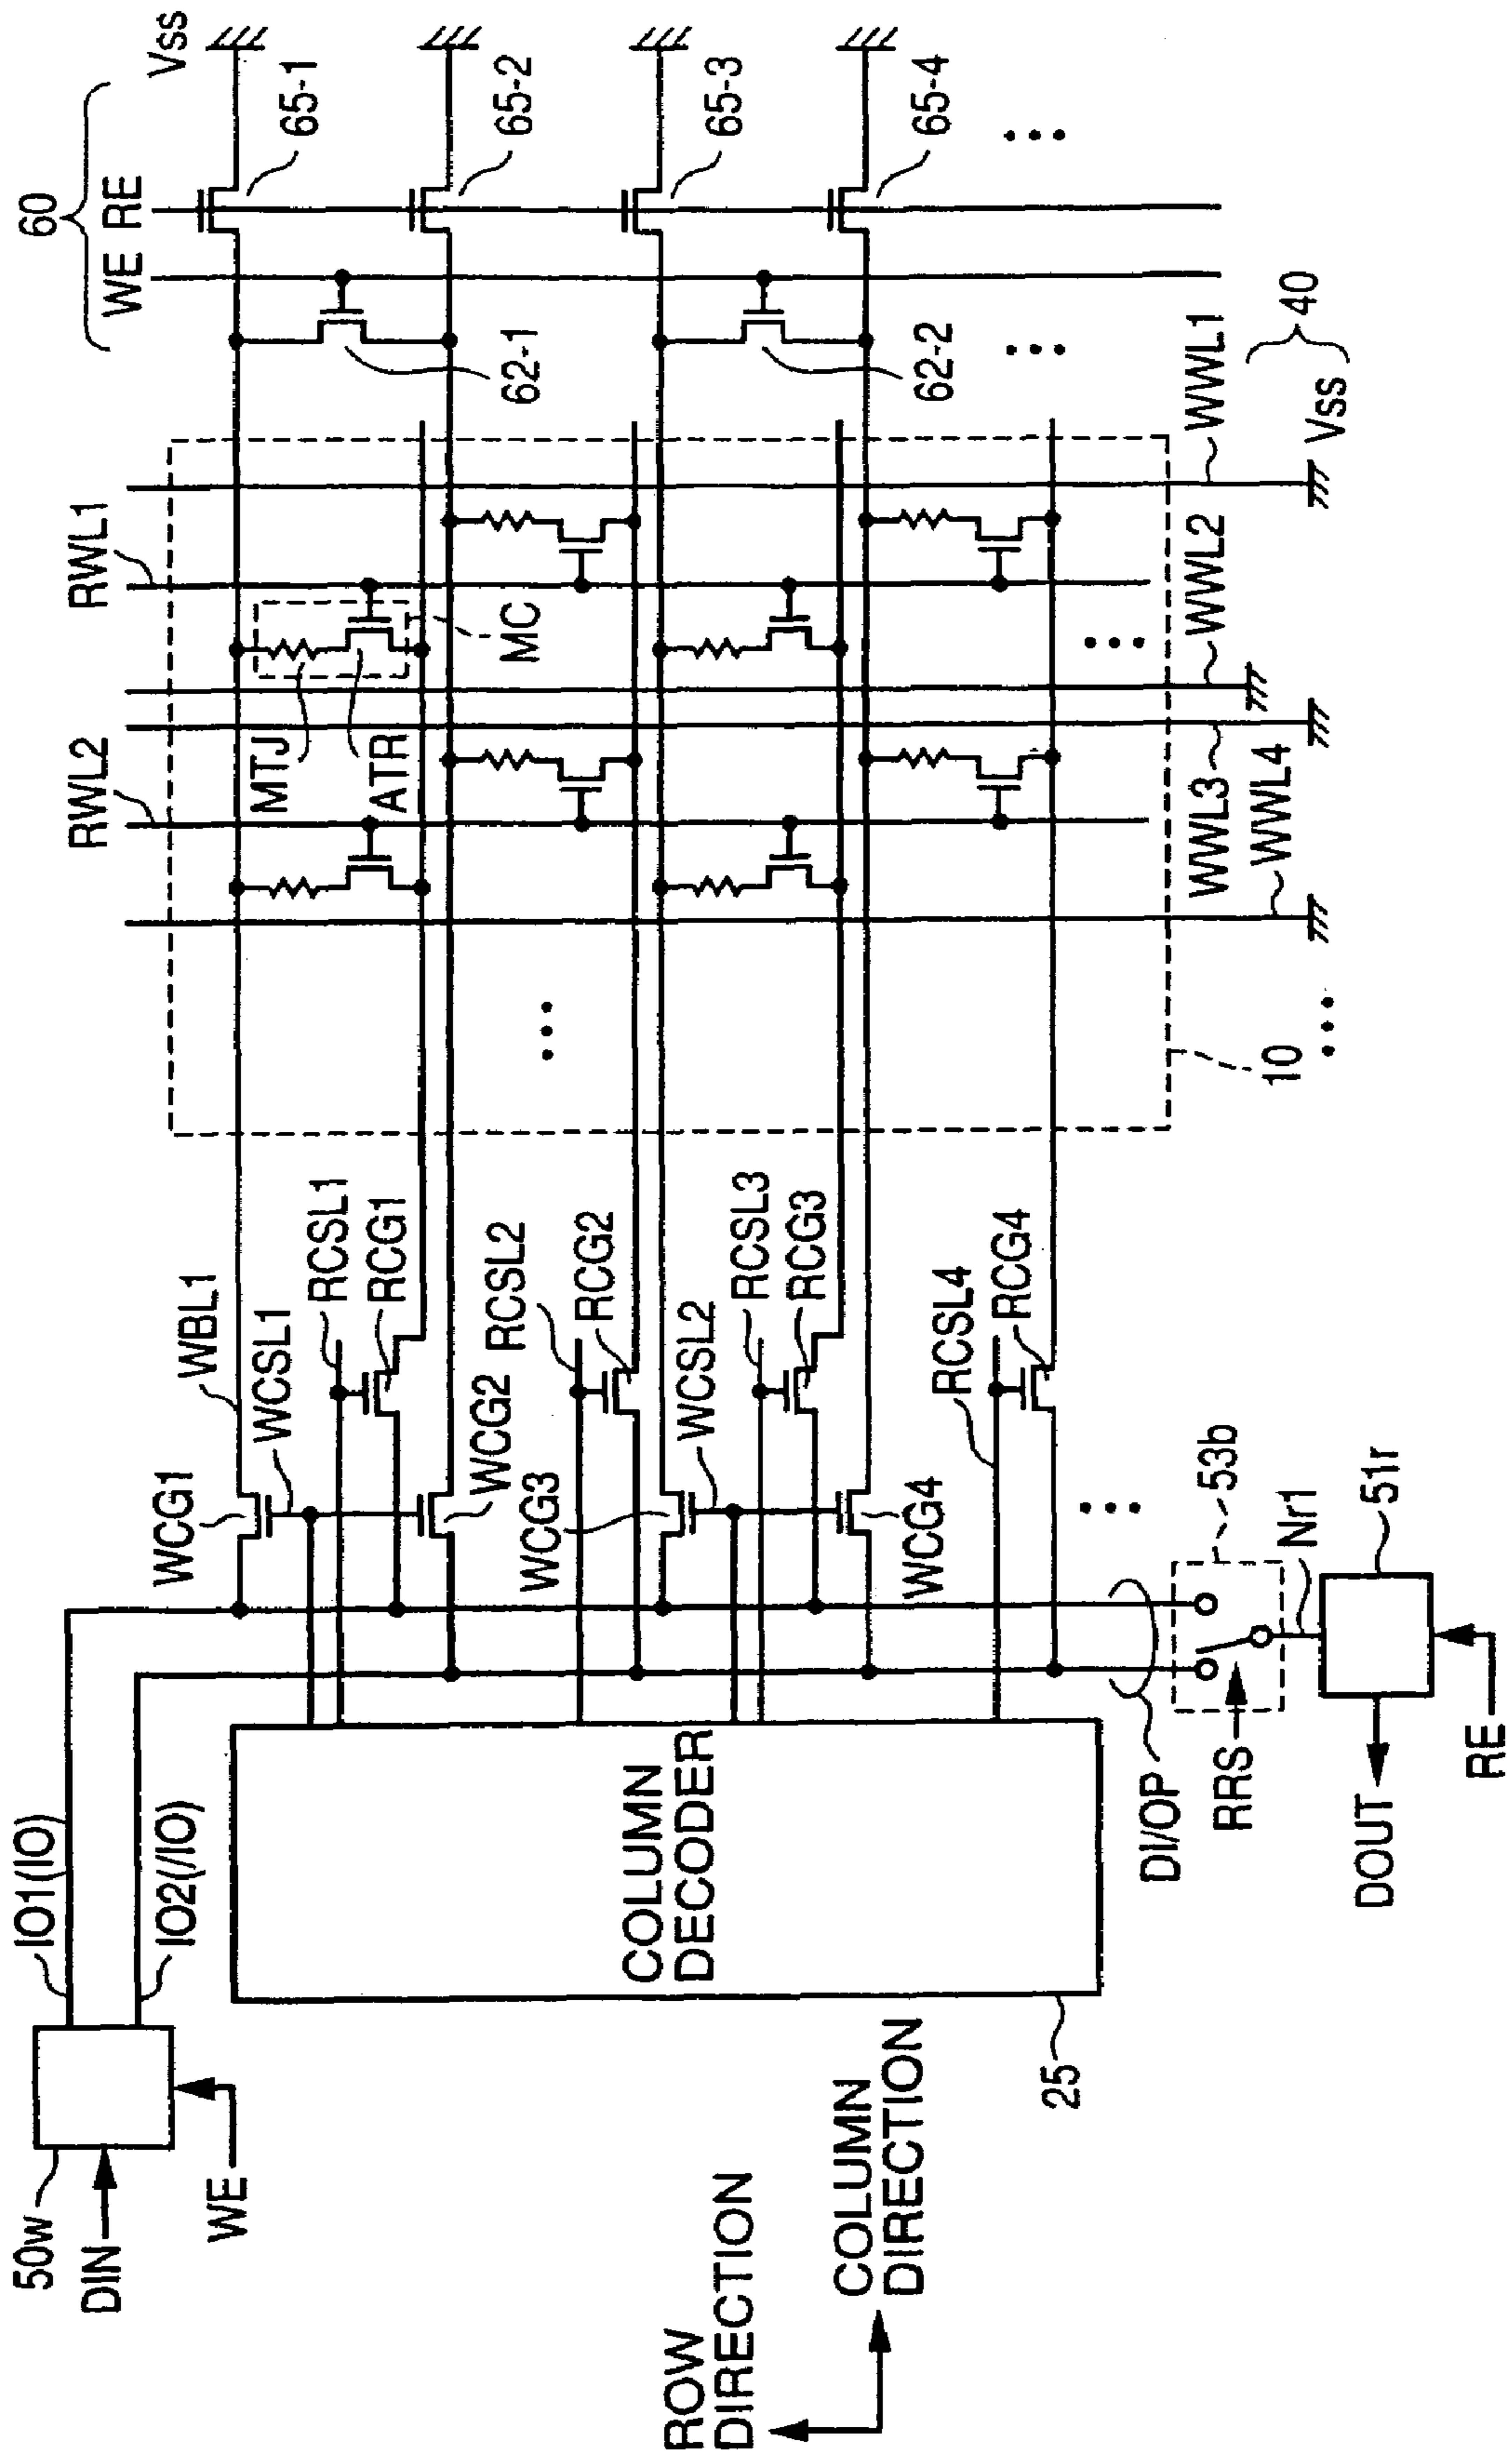 50w
DIN
WE
IO1(IO)
IO2(/IO)
COLUMN
DECODER
25
ROW
DIRECTION
COLUMN
DIRECTION
WCG1
WBL1
WCSL1
RCSL1
RCG1
WCG2
RCSL2
RCG2
WCG3
WCSL2
RCSL3
RCG3
WCG4
RCSL4
RCG4
DI/OP
RRS
53b
Nr1
51r
DOUT
RE
10
RWL2
RWL1
MTJ
ATR
MC
WWL3
WWL4
WWL2
WWL1
Vss
40
60
WE
RE
Vss
65-1
65-2
65-3
65-4
62-1
62-2